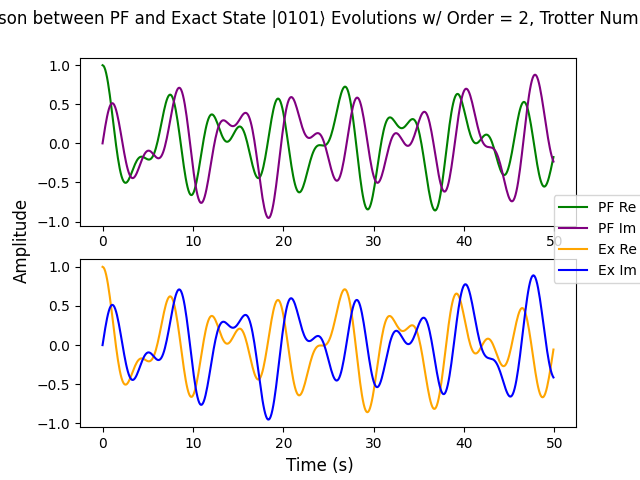 son between PF and Exact State |0101⟩ Evolutions w/ Order = 2, Trotter Num
1.0
0.5
0.0
−0.5
−1.0
0 10 20 30 40 50
PF Re
PF Im
Ex Re
Ex Im
Amplitude
1.0
0.5
0.0
−0.5
−1.0
0 10 20 30 40 50
Time (s)